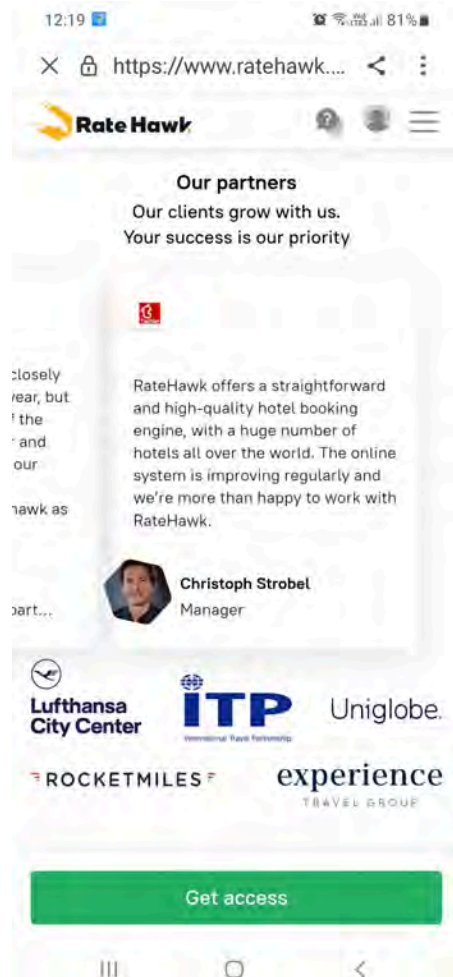 12:19
81%
https://www.ratehawk....
Rate Hawk
Our partners
Our clients grow with us.
Your success is our priority
closely
year, but
f the
r and
our
hawk as
part...
RateHawk offers a straightforward
and high-quality hotel booking
engine, with a huge number of
hotels all over the world. The online
system is improving regularly and
we're more than happy to work with
RateHawk.
Christoph Strobel
Manager
Lufthansa
City Center
ITP
International Travel Partnership
Uniglobe.
ROCKETMILES
experience
TRAVEL GROUP
Get access